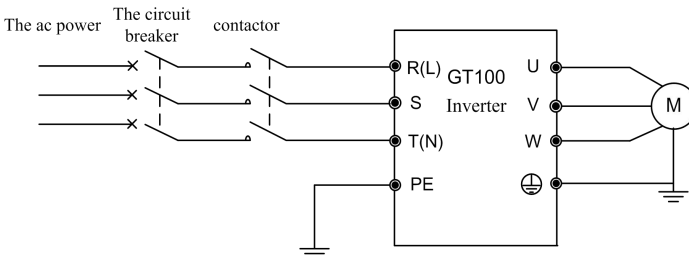 The ac power
The circuit
breaker
contactor
R(L)
GT100
U
S
Inverter
V
M
T(N)
W
PE